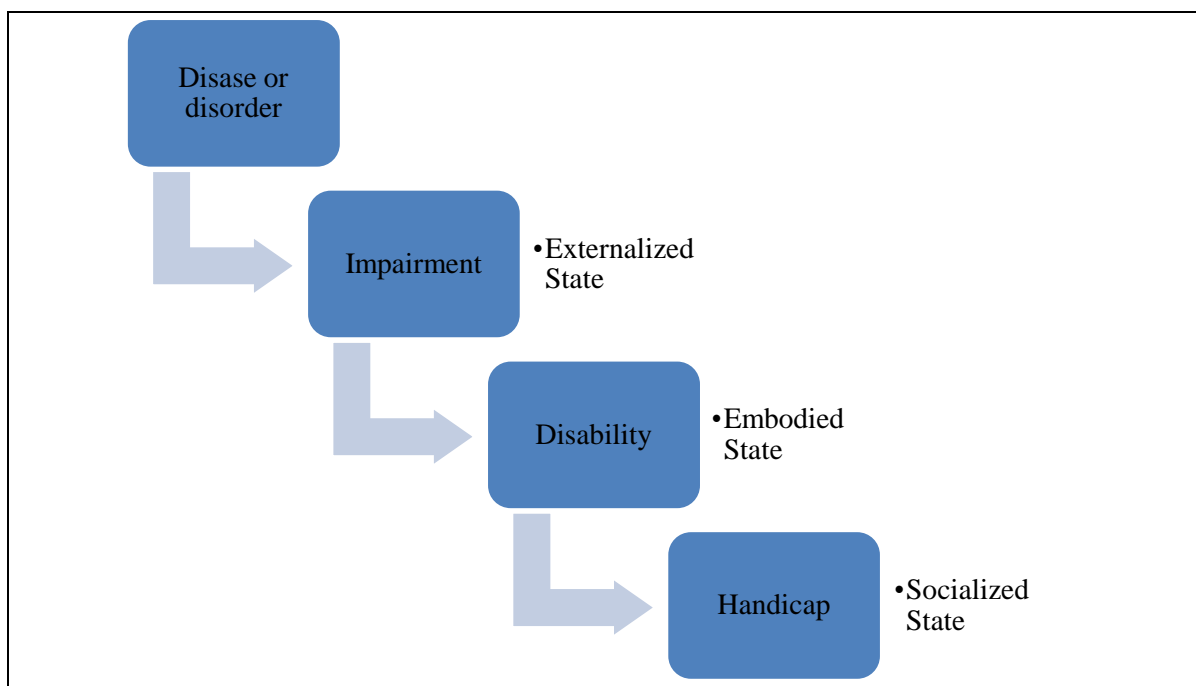 Disase or
disorder
Impairment
•Externalized
State
Disability
•Embodied
State
Handicap
•Socialized
State